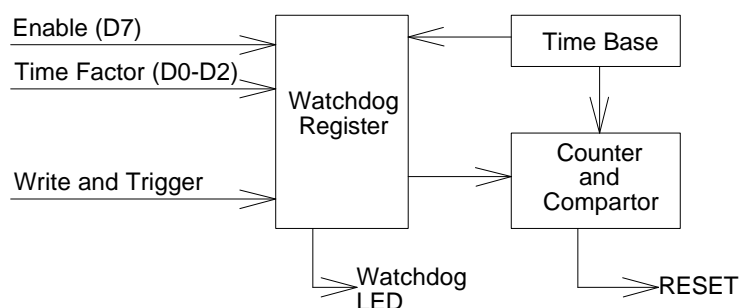 Enable (D7)
Time Factor (D0-D2)
Write and Trigger
Watchdog
Register
Time Base
Counter
and
Compartor
Watchdog
LED
RESET